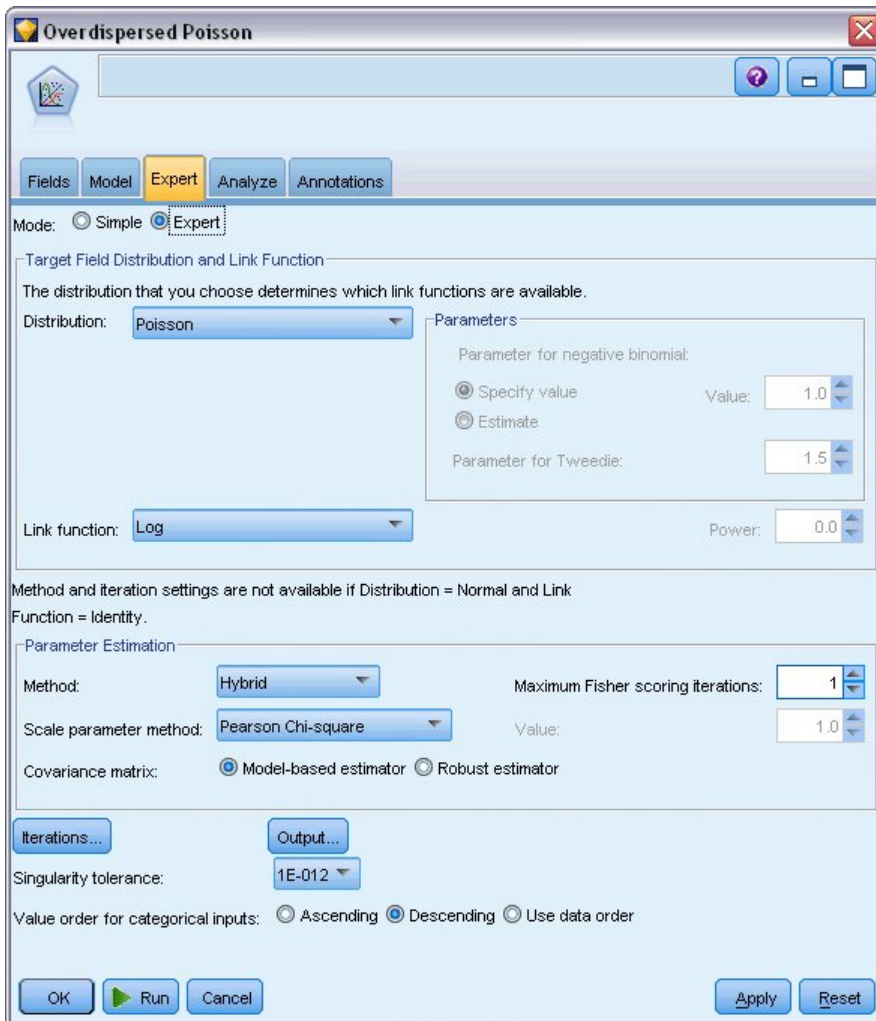 Overdispersed Poisson
Fields Model Expert Analyze Annotations
Mode: Simple Expert
Target Field Distribution and Link Function
The distribution that you choose determines which link functions are available.
Distribution: Poisson
Parameters
Parameter for negative binomial:
Specify value Value: 1.0
Estimate
Parameter for Tweedie: 1.5
Link function: Log Power: 0.0
Method and iteration settings are not available if Distribution = Normal and Link
Function = Identity.
Parameter Estimation
Method: Hybrid Maximum Fisher scoring iterations: 1
Scale parameter method: Pearson Chi-square Value: 1.0
Covariance matrix: Model-based estimator Robust estimator
Iterations... Output...
Singularity tolerance: 1E-012
Value order for categorical inputs: Ascending Descending Use data order
OK Run Cancel Apply Reset